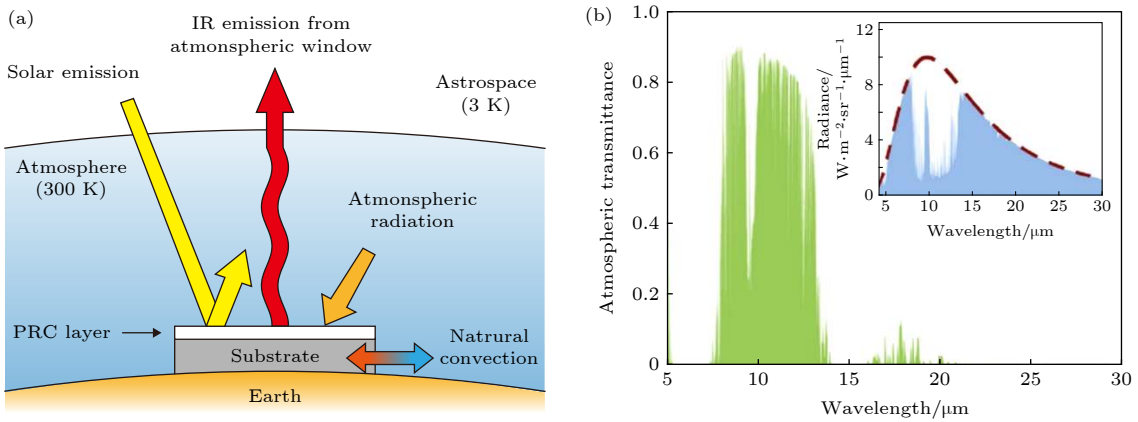 (a)
IR emission from
atmonspheric window
Solar emission
Astrospace
(3 K)
Atmosphere
(300 K)
Atmonspheric
radiation
PRC layer
Substrate
Natrural
convection
Earth
(b)
Atmospheric transmittance
1.0
0.8
0.6
0.4
0.2
0
5
10
15
20
25
30
Wavelength/μm
Radiance/
W·m−2·sr−1·μm−1
12
8
4
0
5
10
15
20
25
30
Wavelength/μm